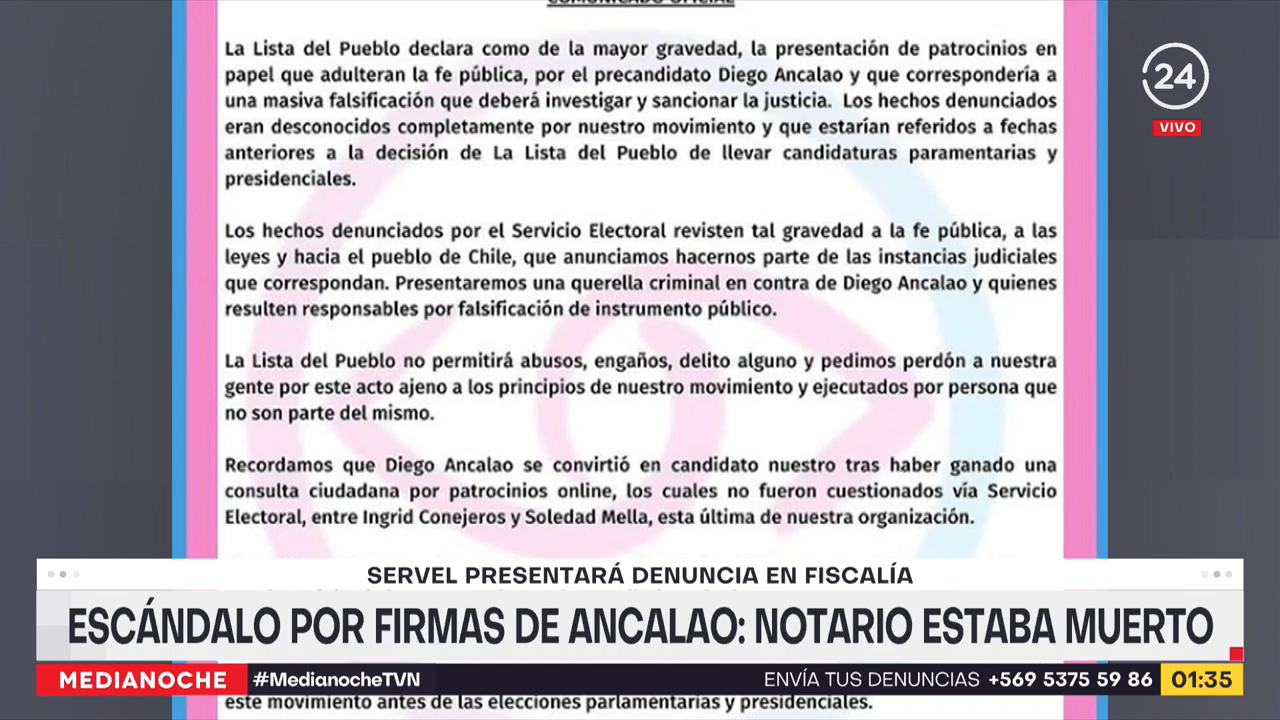 COMUNICADO OFICIAL
La Lista del Pueblo declara como de la mayor gravedad, la presentación de patrocinios en
papel que adulteran la fe pública, por el precandidato Diego Ancalao y que correspondería a
una masiva falsificación que deberá investigar y sancionar la justicia. Los hechos denunciados
eran desconocidos completamente por nuestro movimiento y que estarían referidos a fechas
anteriores a la decisión de La Lista del Pueblo de llevar candidaturas paramentarias y
presidenciales.
Los hechos denunciados por el Servicio Electoral revisten tal gravedad a la fe pública, a las
leyes y hacia el pueblo de Chile, que anunciamos hacernos parte de las instancias judiciales
que correspondan. Presentaremos una querella criminal en contra de Diego Ancalao y quienes
resulten responsables por falsificación de instrumento público.
La Lista del Pueblo no permitirá abusos, engaños, delito alguno y pedimos perdón a nuestra
gente por este acto ajeno a los principios de nuestro movimiento y ejecutados por persona que
no son parte del mismo.
Recordamos que Diego Ancalao se convirtió en candidato nuestro tras haber ganado una
consulta ciudadana por patrocinios online, los cuales no fueron cuestionados vía Servicio
Electoral, entre Ingrid Conejeros y Soledad Mella, esta última de nuestra organización.
24
VIVO
SERVEL PRESENTARÁ DENUNCIA EN FISCALÍA
ESCÁNDALO POR FIRMAS DE ANCALAO: NOTARIO ESTABA MUERTO
MEDIANOCHE #MedianocheTVN ENVÍA TUS DENUNCIAS +569 5375 59 86 01:35
este movimiento antes de las elecciones parlamentarias y presidenciales.